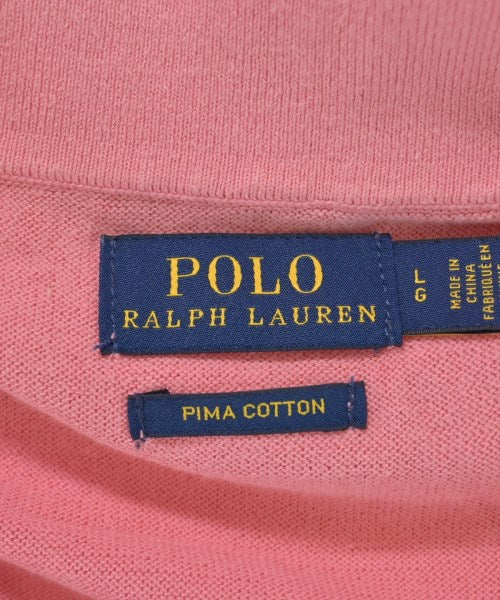 POLO
RALPH LAUREN
L
G
MADE IN
CHINA
FABRIQUÉ EN
PIMA COTTON